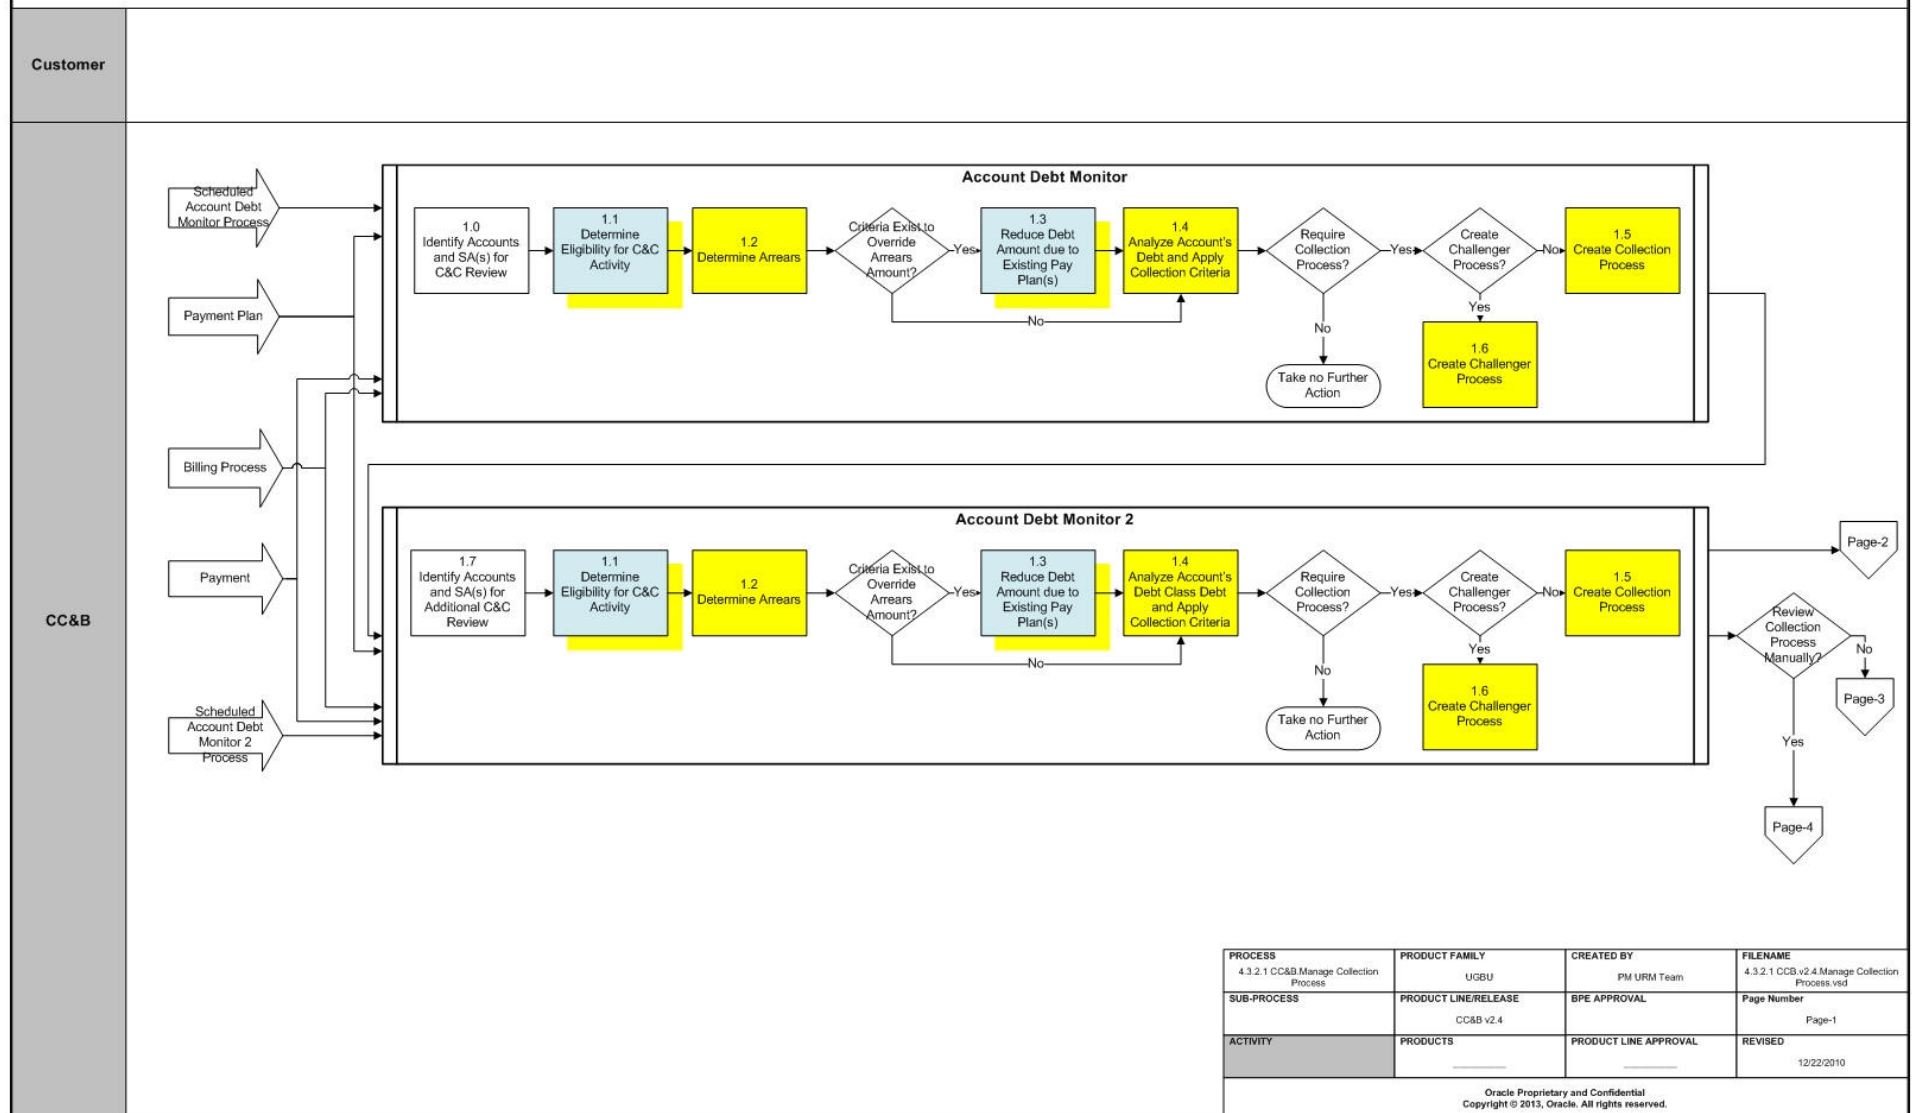 Customer
CC&B
Scheduled
Account Debt
Monitor Process
Payment Plan
Billing Process
Payment
Scheduled
Account Debt
Monitor 2
Process
Account Debt Monitor
1.0
Identify Accounts
and SA(s) for
C&C Review
1.1
Determine
Eligibility for C&C
Activity
1.2
Determine Arrears
Criteria Exist to
Override
Arrears
Amount?
Yes
No
1.3
Reduce Debt
Amount due to
Existing Pay
Plan(s)
1.4
Analyze Account's
Debt and Apply
Collection Criteria
Require
Collection
Process?
Yes
No
Take no Further
Action
Create
Challenger
Process?
No
Yes
1.5
Create Collection
Process
1.6
Create Challenger
Process
Account Debt Monitor 2
1.7
Identify Accounts
and SA(s) for
Additional C&C
Review
1.1
Determine
Eligibility for C&C
Activity
1.2
Determine Arrears
Criteria Exist to
Override
Arrears
Amount?
Yes
No
1.3
Reduce Debt
Amount due to
Existing Pay
Plan(s)
1.4
Analyze Account's
Debt Class Debt
and Apply
Collection Criteria
Require
Collection
Process?
Yes
No
Take no Further
Action
Create
Challenger
Process?
No
Yes
1.5
Create Collection
Process
1.6
Create Challenger
Process
Page-2
Review
Collection
Process
Manually?
No
Page-3
Yes
Page-4
PROCESS
4.3.2.1 CC&B.Manage Collection
Process
PRODUCT FAMILY
UGBU
CREATED BY
PM URM Team
FILENAME
4.3.2.1 CCB.v2.4.Manage Collection
Process.vsd
SUB-PROCESS
PRODUCT LINE/RELEASE
CC&B v2.4
BPE APPROVAL
Page Number
Page-1
ACTIVITY
PRODUCTS
PRODUCT LINE APPROVAL
REVISED
12/22/2010
Oracle Proprietary and Confidential
Copyright © 2013, Oracle. All rights reserved.